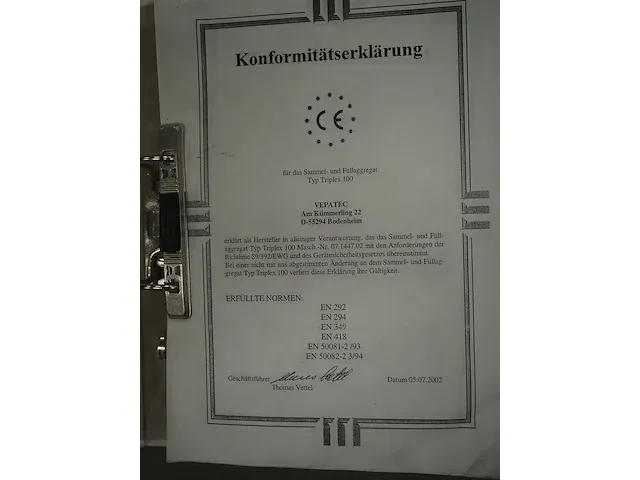 Konformitätserklärung
CE
für das Sammel- und Füllaggregat
Typ Triplex 100
VEPATEC
Am Kümmerling 22
D-55294 Bodenheim
erklärt als Hersteller in alleiniger Verantwortung, das das Sammel- und Füll-
aggregat Typ Triplex 100 Masch.-Nr. 07.1447.02 mit den Anforderungen der
Richtlinie 89/392/EWG und des Gerätesicherheitsgesetzes übereinstimmt.
Bei einer nicht mit uns abgestimmten Änderung an dem Sammel- und Füllag-
gregat Typ Triplex 100 verliert diese Erklärung ihre Gültigkeit.
ERFÜLLTE NORMEN:
EN 292
EN 294
EN 349
EN 418
EN 50081-2 /93
EN 50082-2 3/94
Geschäftsführer
Datum 05.07.2002
Thomas Vettel